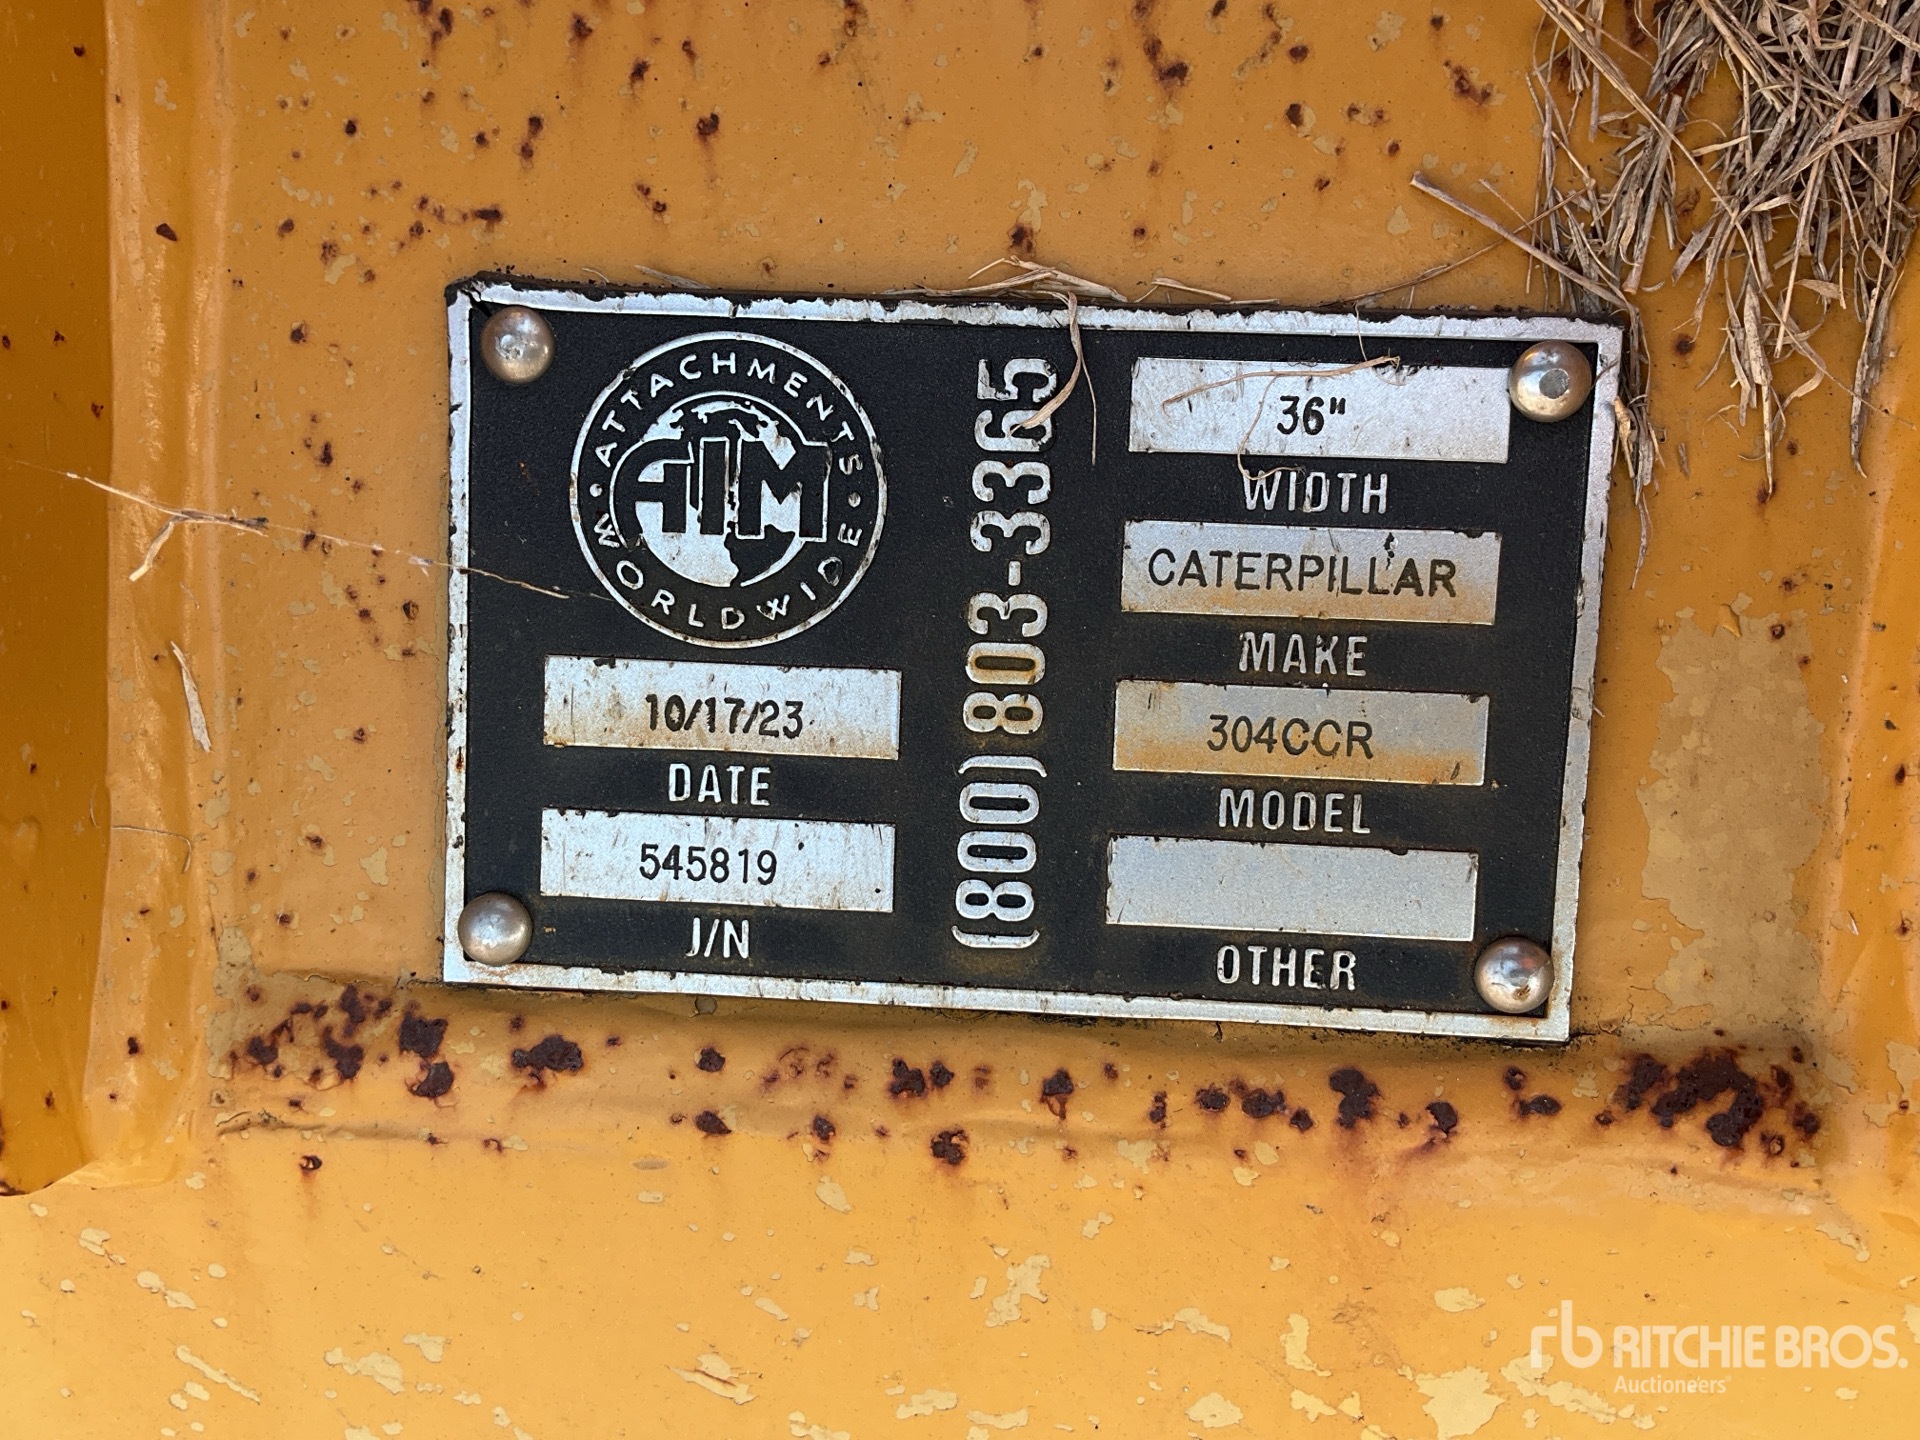 ATTACHMENTS
AIM
WORLDWIDE
10/17/23
DATE
545819
J/N
(800) 803-3365
36"
WIDTH
CATERPILLAR
MAKE
304CCR
MODEL
OTHER
rb RITCHIE BROS.
Auctioneers